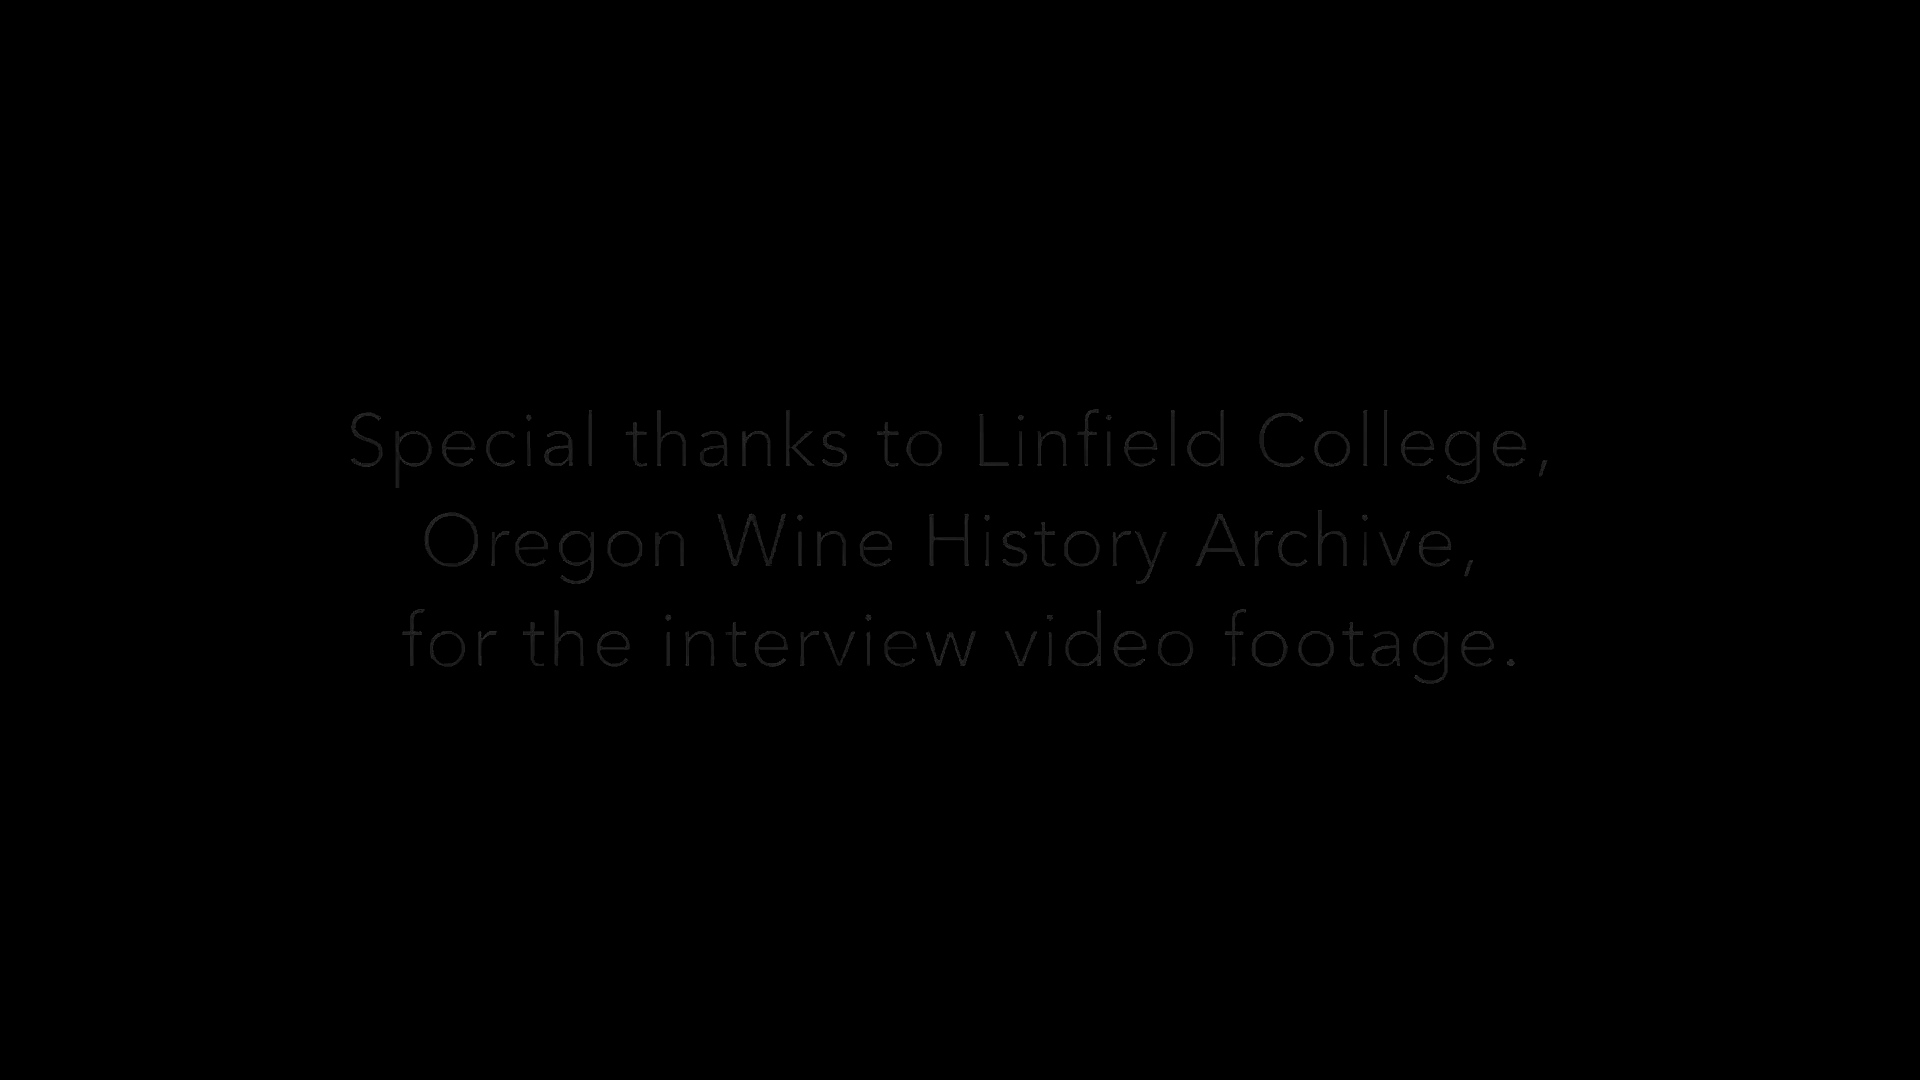 Special thanks to Linfield College,
Oregon Wine History Archive,
for the interview video footage.